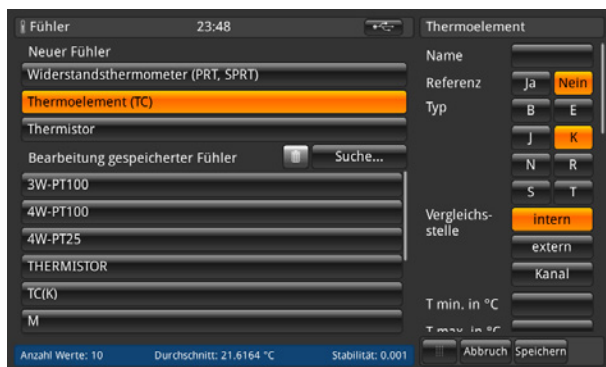 Fühler 23:48
Neuer Fühler
Widerstandsthermometer (PRT, SPRT)
Thermoelement (TC)
Thermistor
Bearbeitung gespeicherter Fühler Suche...
3W-PT100
4W-PT100
4W-PT25
THERMISTOR
TC(K)
M
Anzahl Werte: 10 Durchschnitt: 21.6164 °C Stabilität: 0.001
Thermoelement
Name
Referenz Ja Nein
Typ B E
J K
N R
S T
Vergleichs- intern
stelle
extern
Kanal
T min. in °C
T max. in °C
Abbruch Speichern